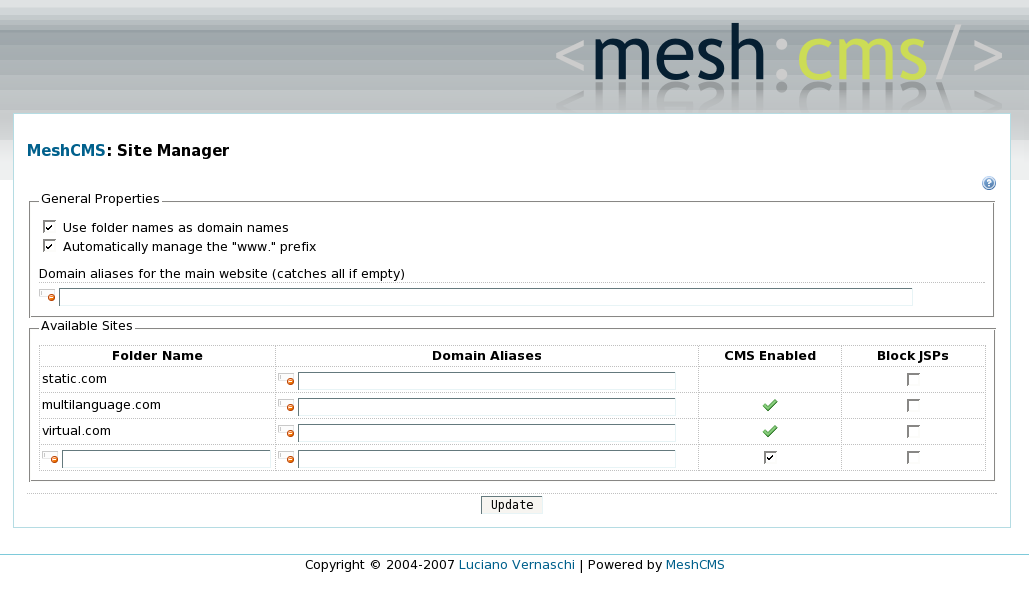 <mesh:cms/>
MeshCMS: Site Manager
General Properties
Use folder names as domain names
Automatically manage the "www." prefix
Domain aliases for the main website (catches all if empty)
Available Sites
Folder Name Domain Aliases CMS Enabled Block JSPs
static.com
multilanguage.com
virtual.com
Update
Copyright © 2004-2007 Luciano Vernaschi | Powered by MeshCMS